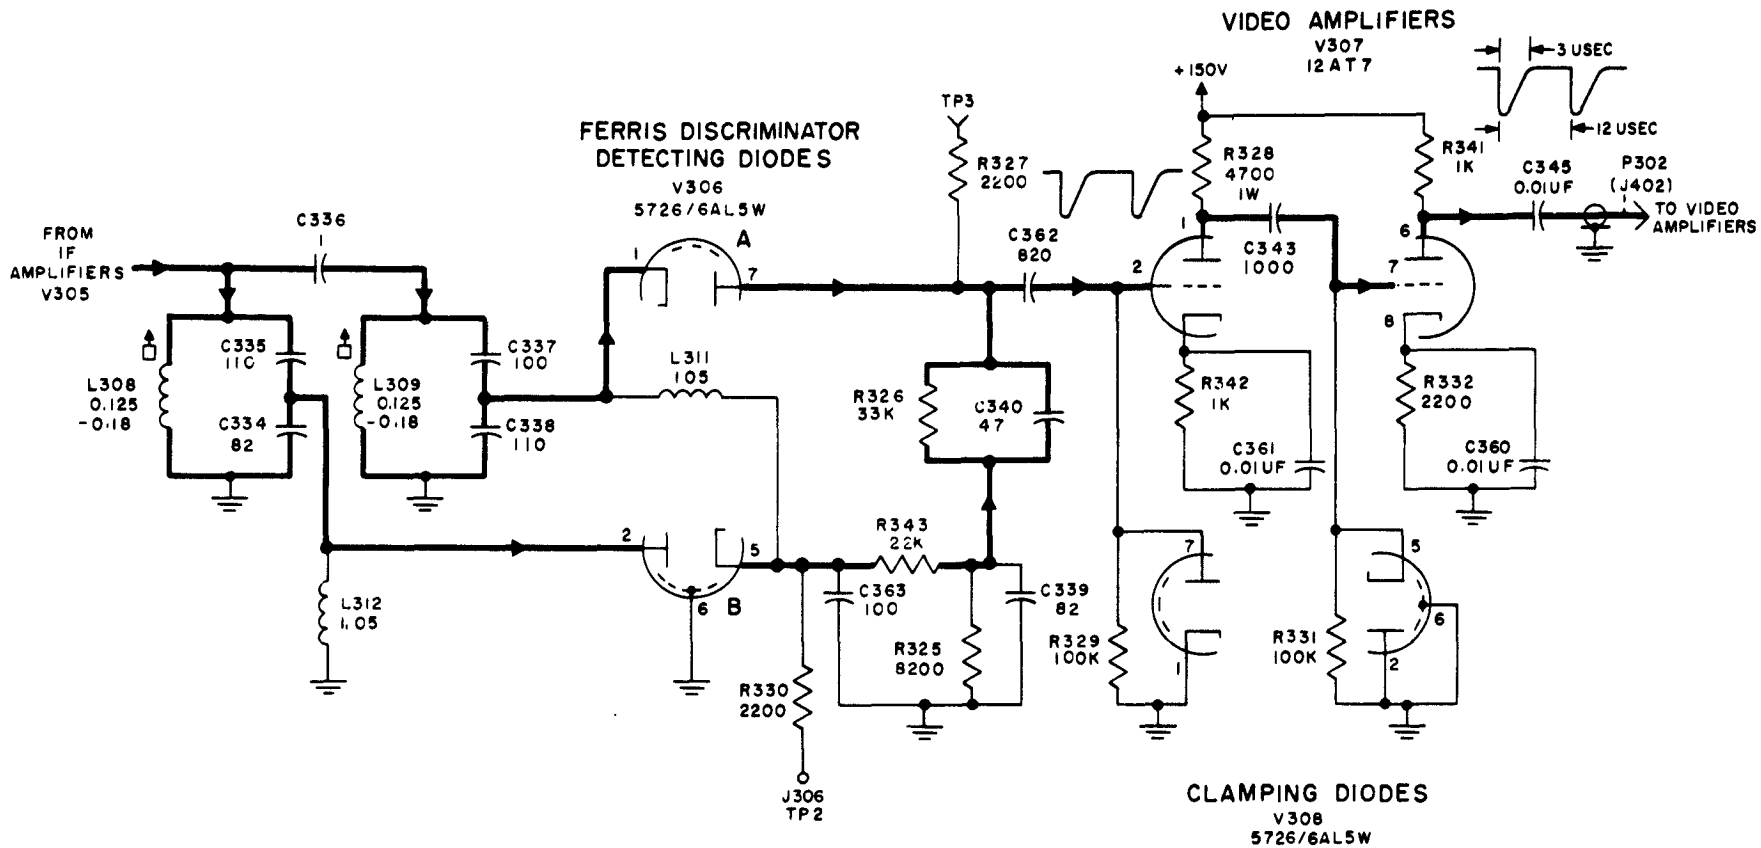 VIDEO AMPLIFIERS
V307
12AT7
3 USEC
12 USEC
+150V
TP3
FERRIS DISCRIMINATOR
DETECTING DIODES
V306
5726/6AL5W
R327
2200
R328
4700
1W
R341
1K
C345
0.01UF
P302
(J402)
TO VIDEO
AMPLIFIERS
FROM
IF
AMPLIFIERS
V305
C336
1
A
1
7
C362
820
2
1
C343
1000
6
7
8
C335
110
C337
100
L308
0.125
-0.18
L309
0.125
-0.18
C334
82
C338
110
L311
1.05
R326
33K
C340
47
R342
1K
R332
2200
C361
0.01UF
C360
0.01UF
2
5
6
B
R343
22K
L312
1.05
C363
100
C339
82
R325
8200
R330
2200
J306
TP2
R329
100K
7
1
R331
100K
5
6
2
CLAMPING DIODES
V308
5726/6AL5W